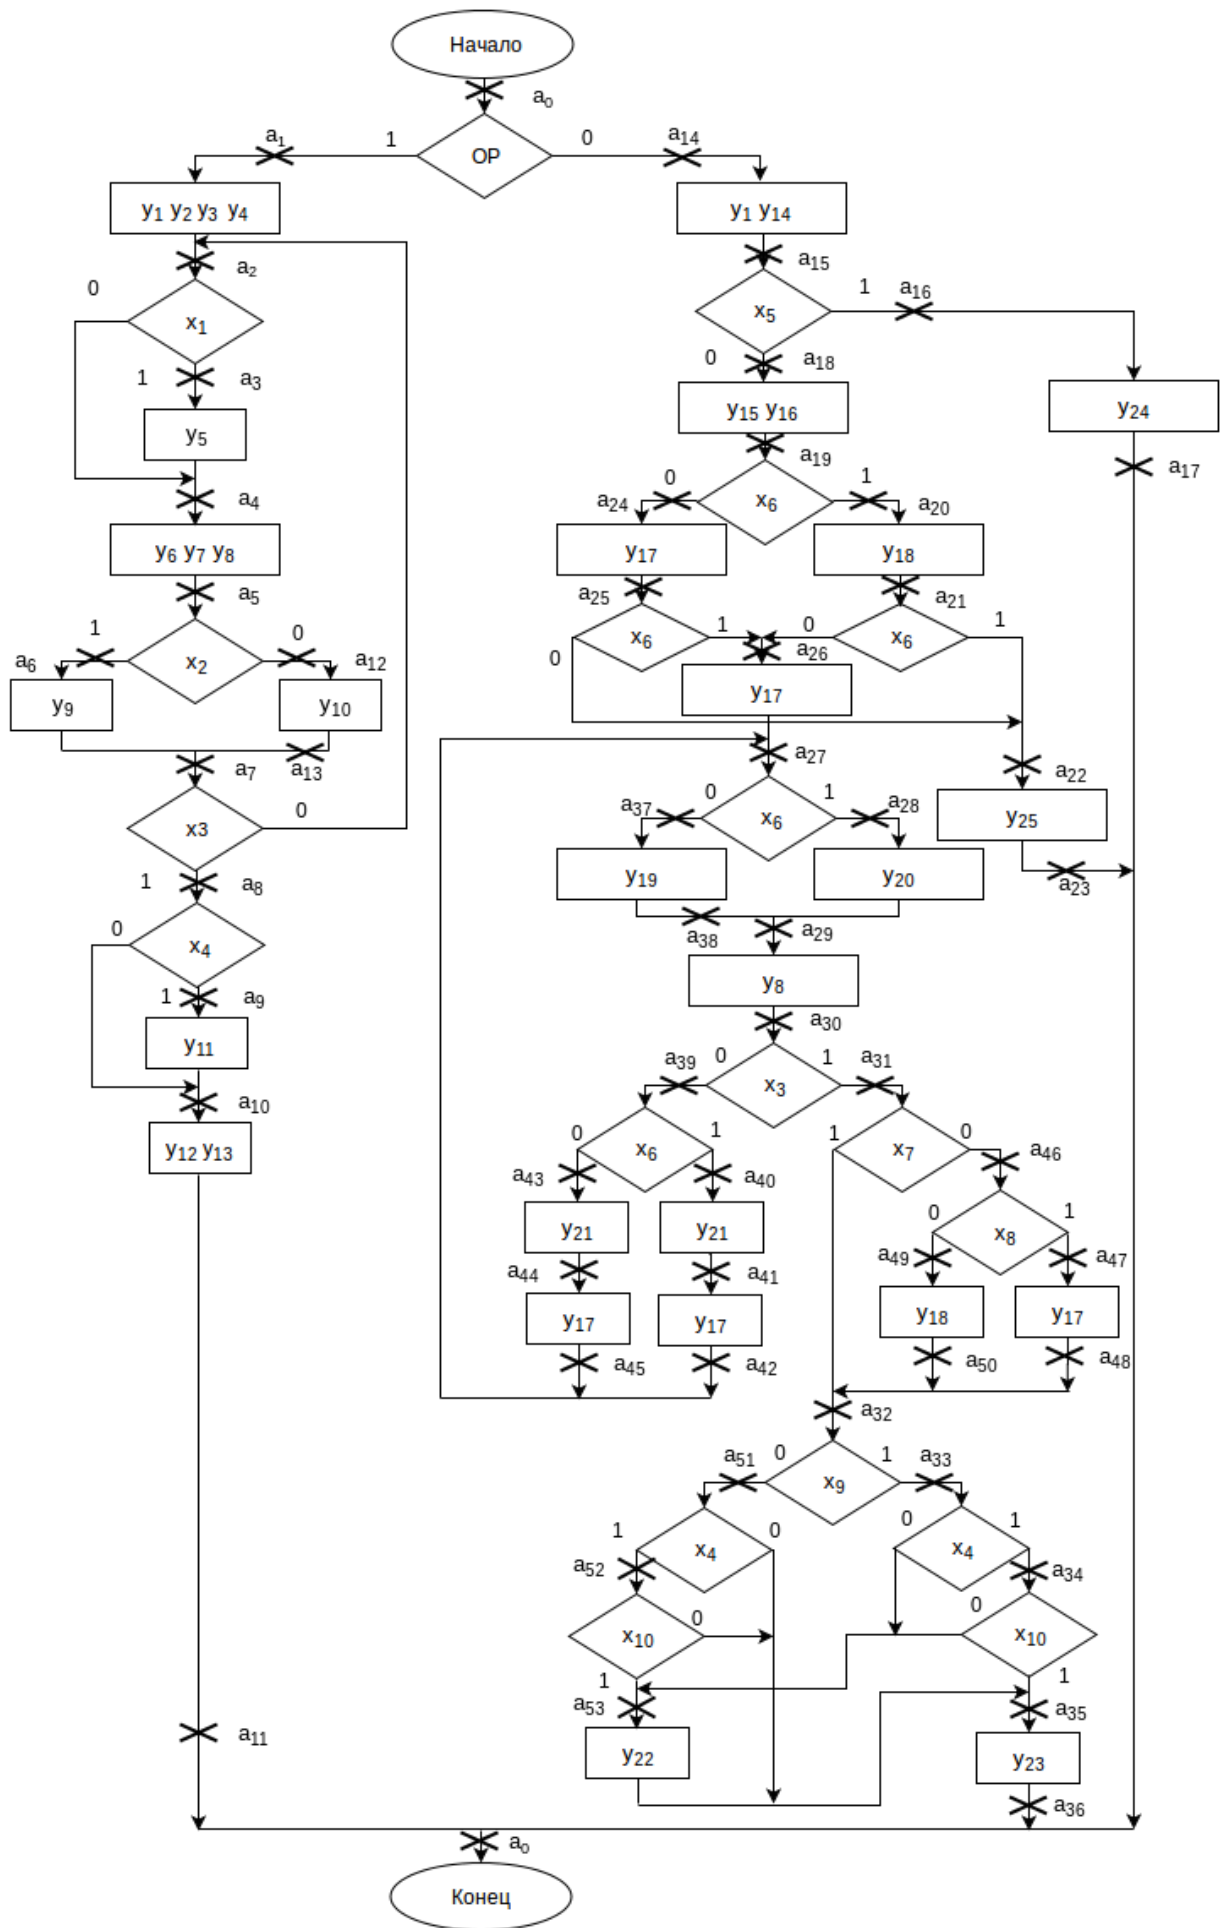 Начало
a₀
1
OP
0
a₁
a₁₄
y₁ y₂ y₃ y₄
a₂
0
x₁
1
a₃
y₅
a₄
y₆ y₇ y₈
a₅
1
x₂
0
a₆
a₁₂
y₉
y₁₀
a₇
a₁₃
x3
0
1
a₈
0
x₄
1
a₉
y₁₁
a₁₀
y₁₂ y₁₃
a₁₁
y₁ y₁₄
a₁₅
x₅
1
a₁₆
0
a₁₈
y₂₄
a₁₇
y₁₅ y₁₆
a₁₉
0
x₆
1
a₂₄
a₂₀
y₁₇
y₁₈
a₂₅
a₂₁
0
x₆
1
0
x₆
1
a₂₆
y₁₇
a₂₇
a₂₂
y₂₅
a₂₃
a₃₇
0
x₆
1
a₂₈
y₁₉
y₂₀
a₃₈
a₂₉
y₈
a₃₀
a₃₉
0
x₃
1
a₃₁
0
x₆
1
1
x₇
0
a₄₆
a₄₃
a₄₀
0
x₈
1
y₂₁
y₂₁
a₄₉
a₄₇
a₄₄
a₄₁
y₁₈
y₁₇
y₁₇
y₁₇
a₄₅
a₄₂
a₅₀
a₄₈
a₃₂
a₅₁
0
x₉
1
a₃₃
1
x₄
0
0
x₄
1
a₅₂
a₃₄
x₁₀
0
0
x₁₀
1
1
a₅₃
a₃₅
y₂₂
y₂₃
a₃₆
a₀
Конец